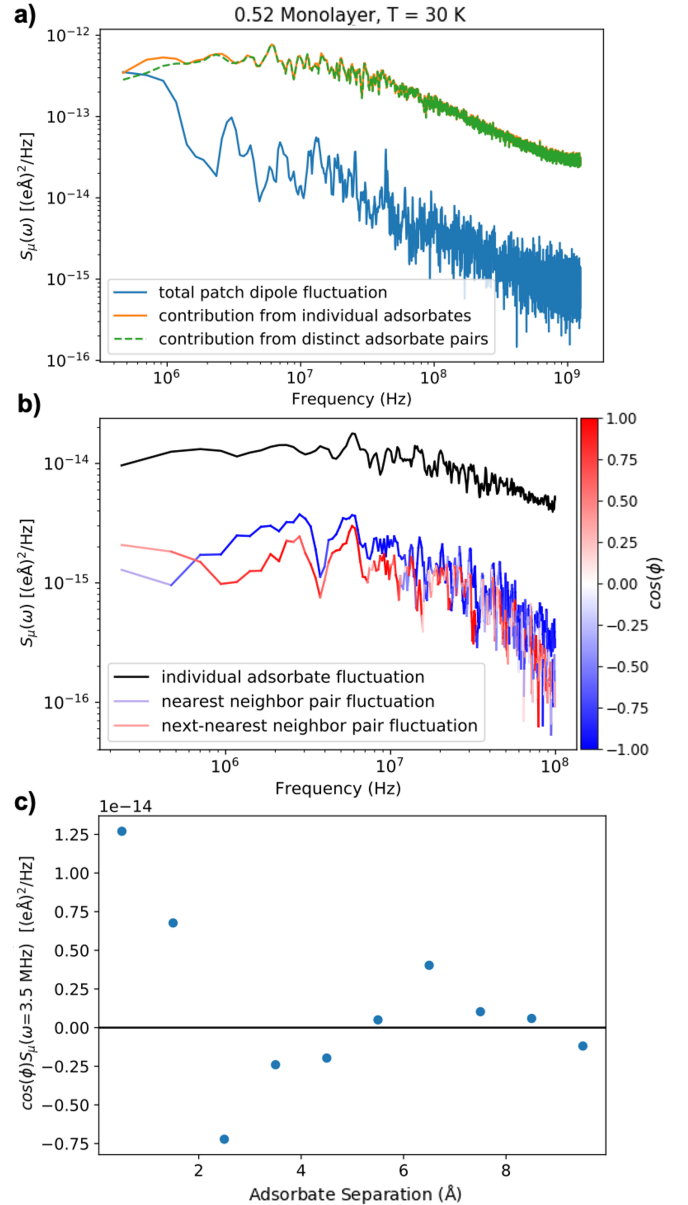 a)
0.52 Monolayer, T = 30 K
10⁻¹²
10⁻¹³
10⁻¹⁴
10⁻¹⁵
10⁻¹⁶
S_μ(ω) [(eÅ)²/Hz]
total patch dipole fluctuation
contribution from individual adsorbates
contribution from distinct adsorbate pairs
10⁶ 10⁷ 10⁸ 10⁹
Frequency (Hz)
b)
10⁻¹⁴
10⁻¹⁵
10⁻¹⁶
S_μ(ω) [(eÅ)²/Hz]
individual adsorbate fluctuation
nearest neighbor pair fluctuation
next-nearest neighbor pair fluctuation
10⁶ 10⁷ 10⁸
Frequency (Hz)
1.00
0.75
0.50
0.25
0.00
−0.25
−0.50
−0.75
−1.00
cos(ϕ)
c)
1e−14
1.25
1.00
0.75
0.50
0.25
0.00
−0.25
−0.50
−0.75
cos(ϕ)S_μ(ω=3.5 MHz) [(eÅ)²/Hz]
2 4 6 8
Adsorbate Separation (Å)